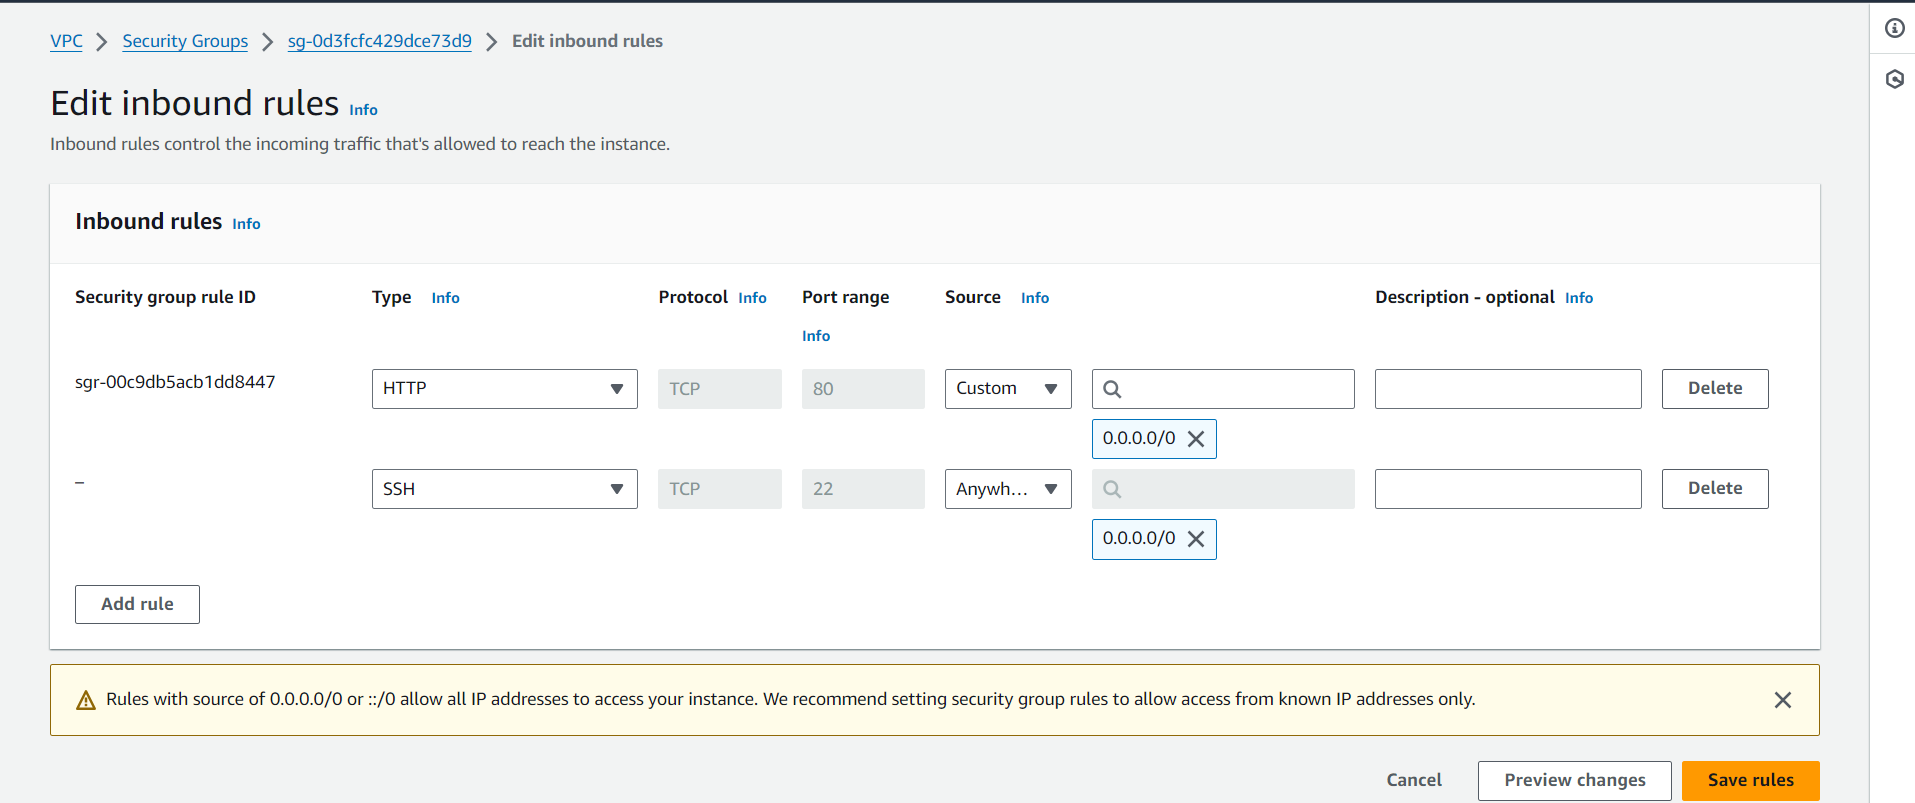 VPC > Security Groups > sg-0d3fcfc429dce73d9 > Edit inbound rules
Edit inbound rules Info
Inbound rules control the incoming traffic that's allowed to reach the instance.
Inbound rules Info
Security group rule ID Type Info Protocol Info Port range Source Info Description - optional Info
Info
sgr-00c9db5acb1dd8447 HTTP TCP 80 Custom Delete
0.0.0.0/0
– SSH TCP 22 Anywh... Delete
0.0.0.0/0
Add rule
Rules with source of 0.0.0.0/0 or ::/0 allow all IP addresses to access your instance. We recommend setting security group rules to allow access from known IP addresses only.
Cancel Preview changes Save rules